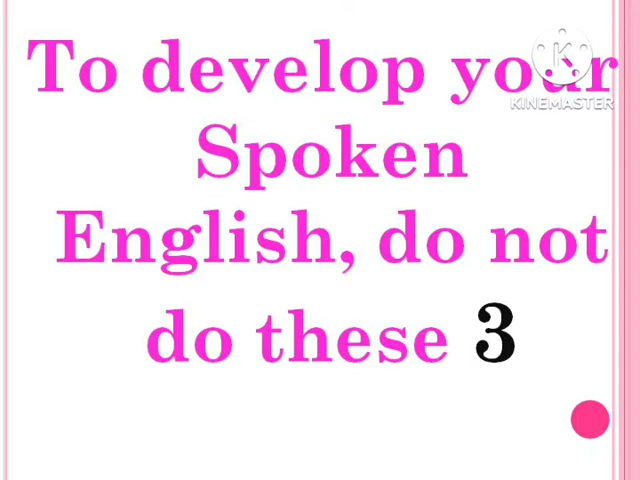 To develop your
KINEMASTER
Spoken
English, do not
do these 3